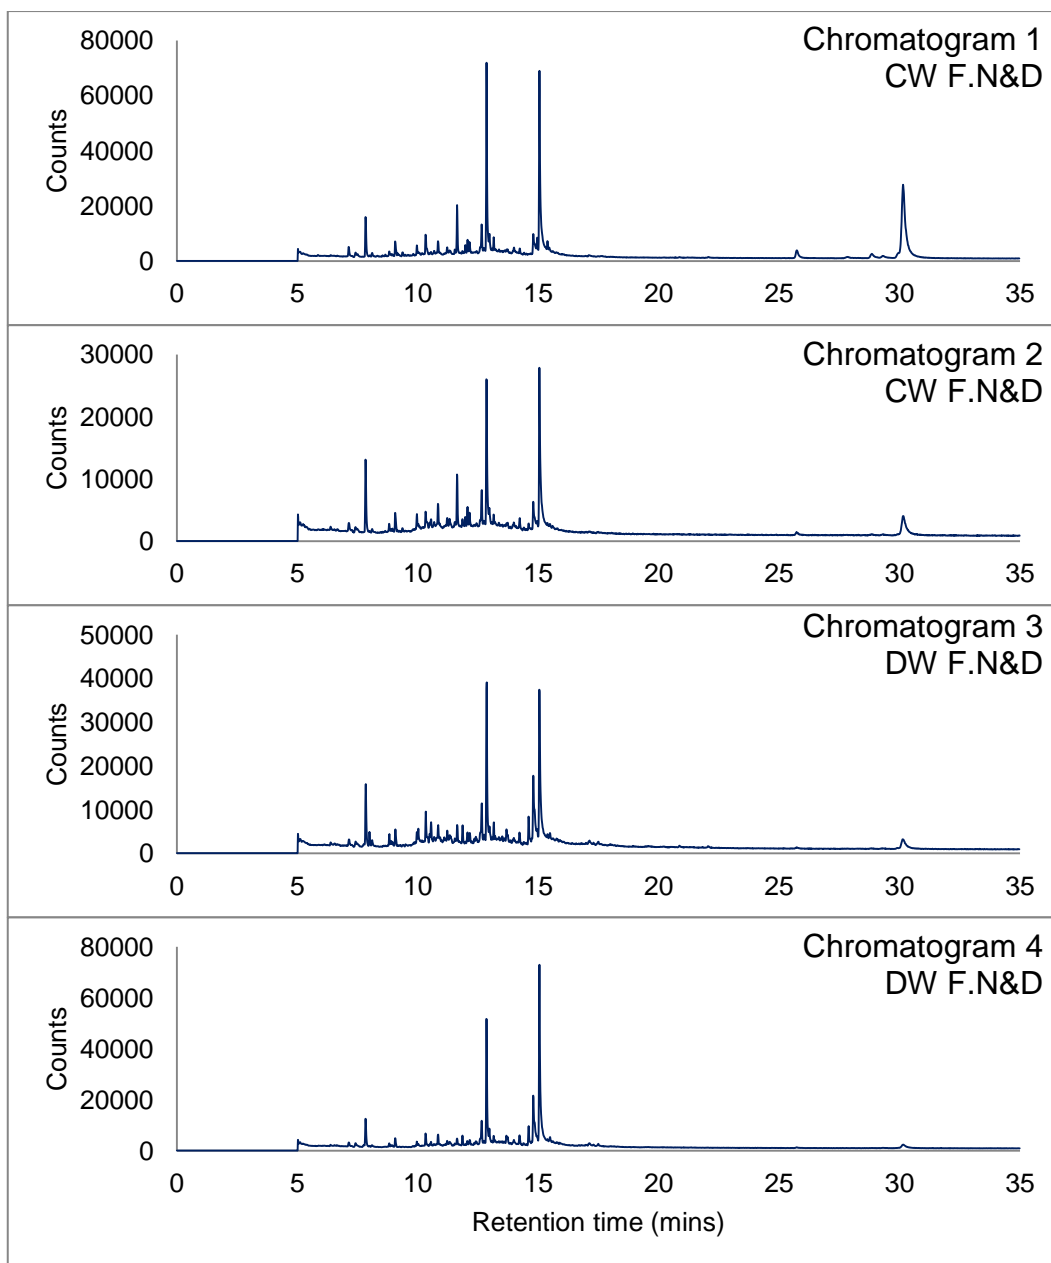 Chromatogram 1
CW F.N&D
80000
60000
40000
20000
0
Counts
0 5 10 15 20 25 30 35
Chromatogram 2
CW F.N&D
30000
20000
10000
0
Counts
0 5 10 15 20 25 30 35
Chromatogram 3
DW F.N&D
50000
40000
30000
20000
10000
0
Counts
0 5 10 15 20 25 30 35
Chromatogram 4
DW F.N&D
80000
60000
40000
20000
0
Counts
0 5 10 15 20 25 30 35
Retention time (mins)